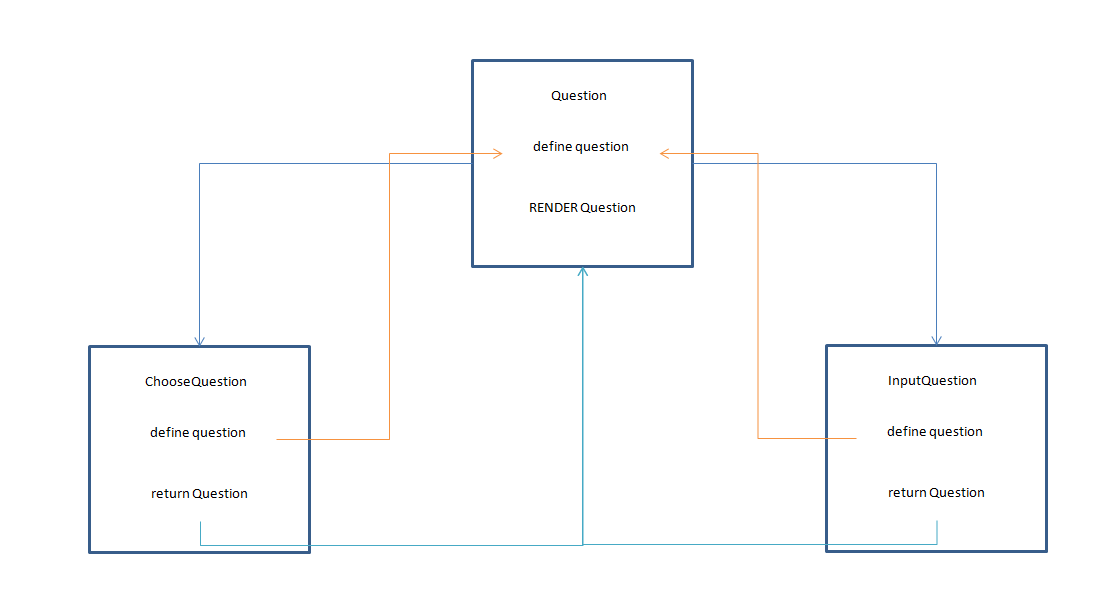 Question
define question
RENDER Question
ChooseQuestion
define question
return Question
InputQuestion
define question
return Question